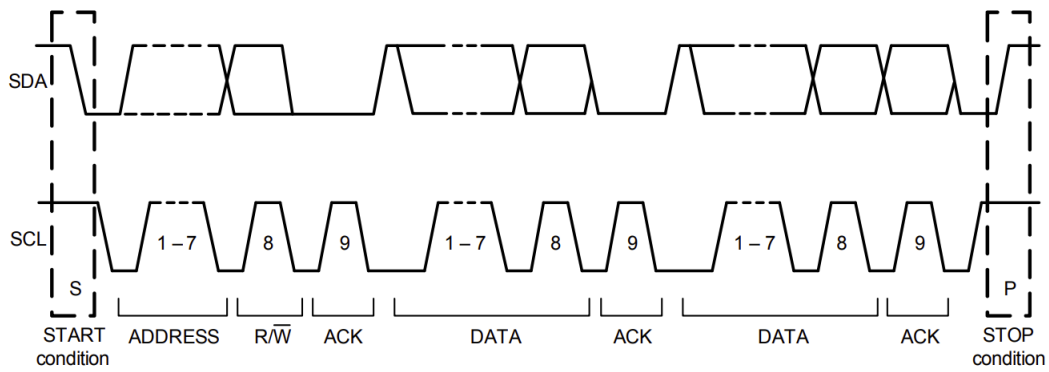 SDA
SCL
1 – 7
8
9
1 – 7
8
9
1 – 7
8
9
S
P
START
condition
ADDRESS
R/W̅
ACK
DATA
ACK
DATA
ACK
STOP
condition